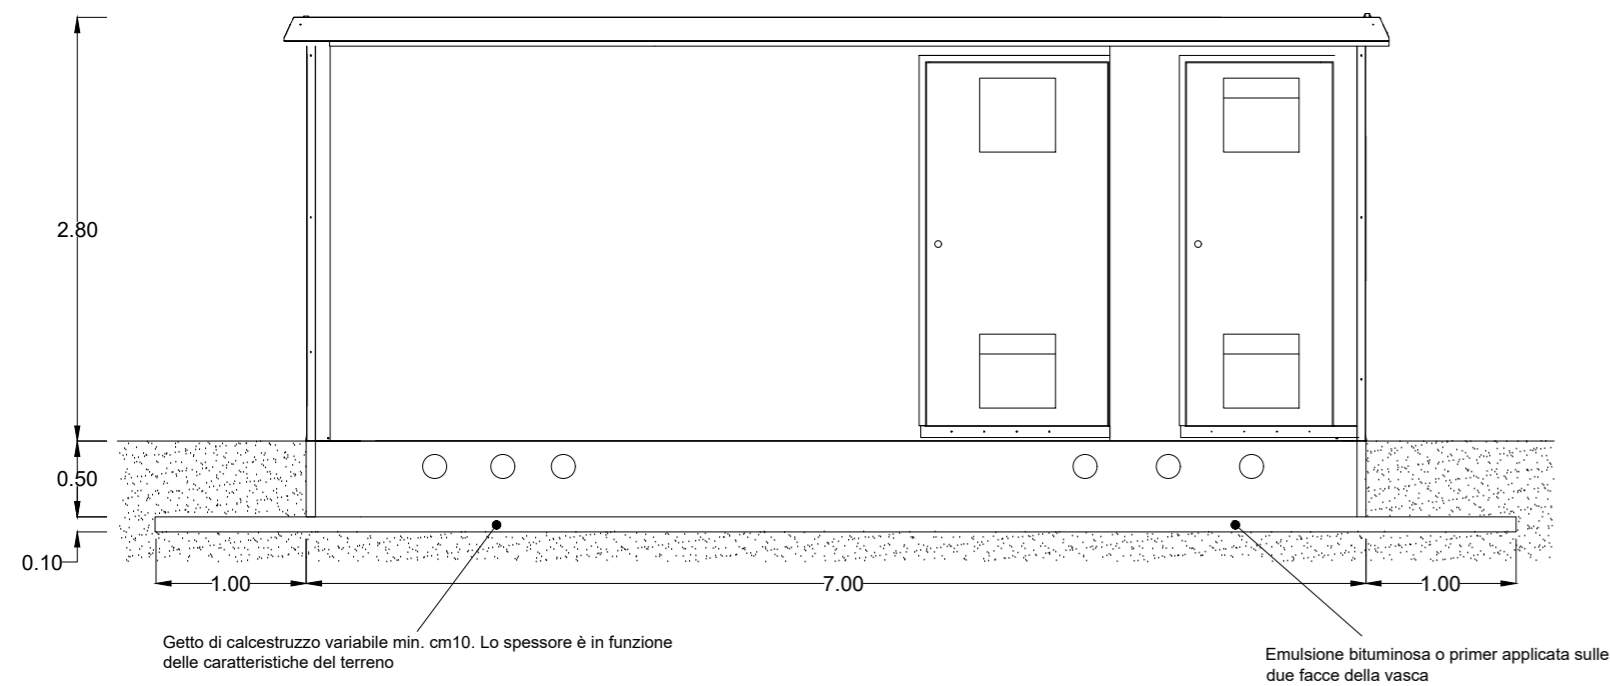 2.80
0.50
0.10
1.00
7.00
1.00
Getto di calcestruzzo variabile min. cm10. Lo spessore è in funzione
delle caratteristiche del terreno
Emulsione bituminosa o primer applicata sulle
due facce della vasca